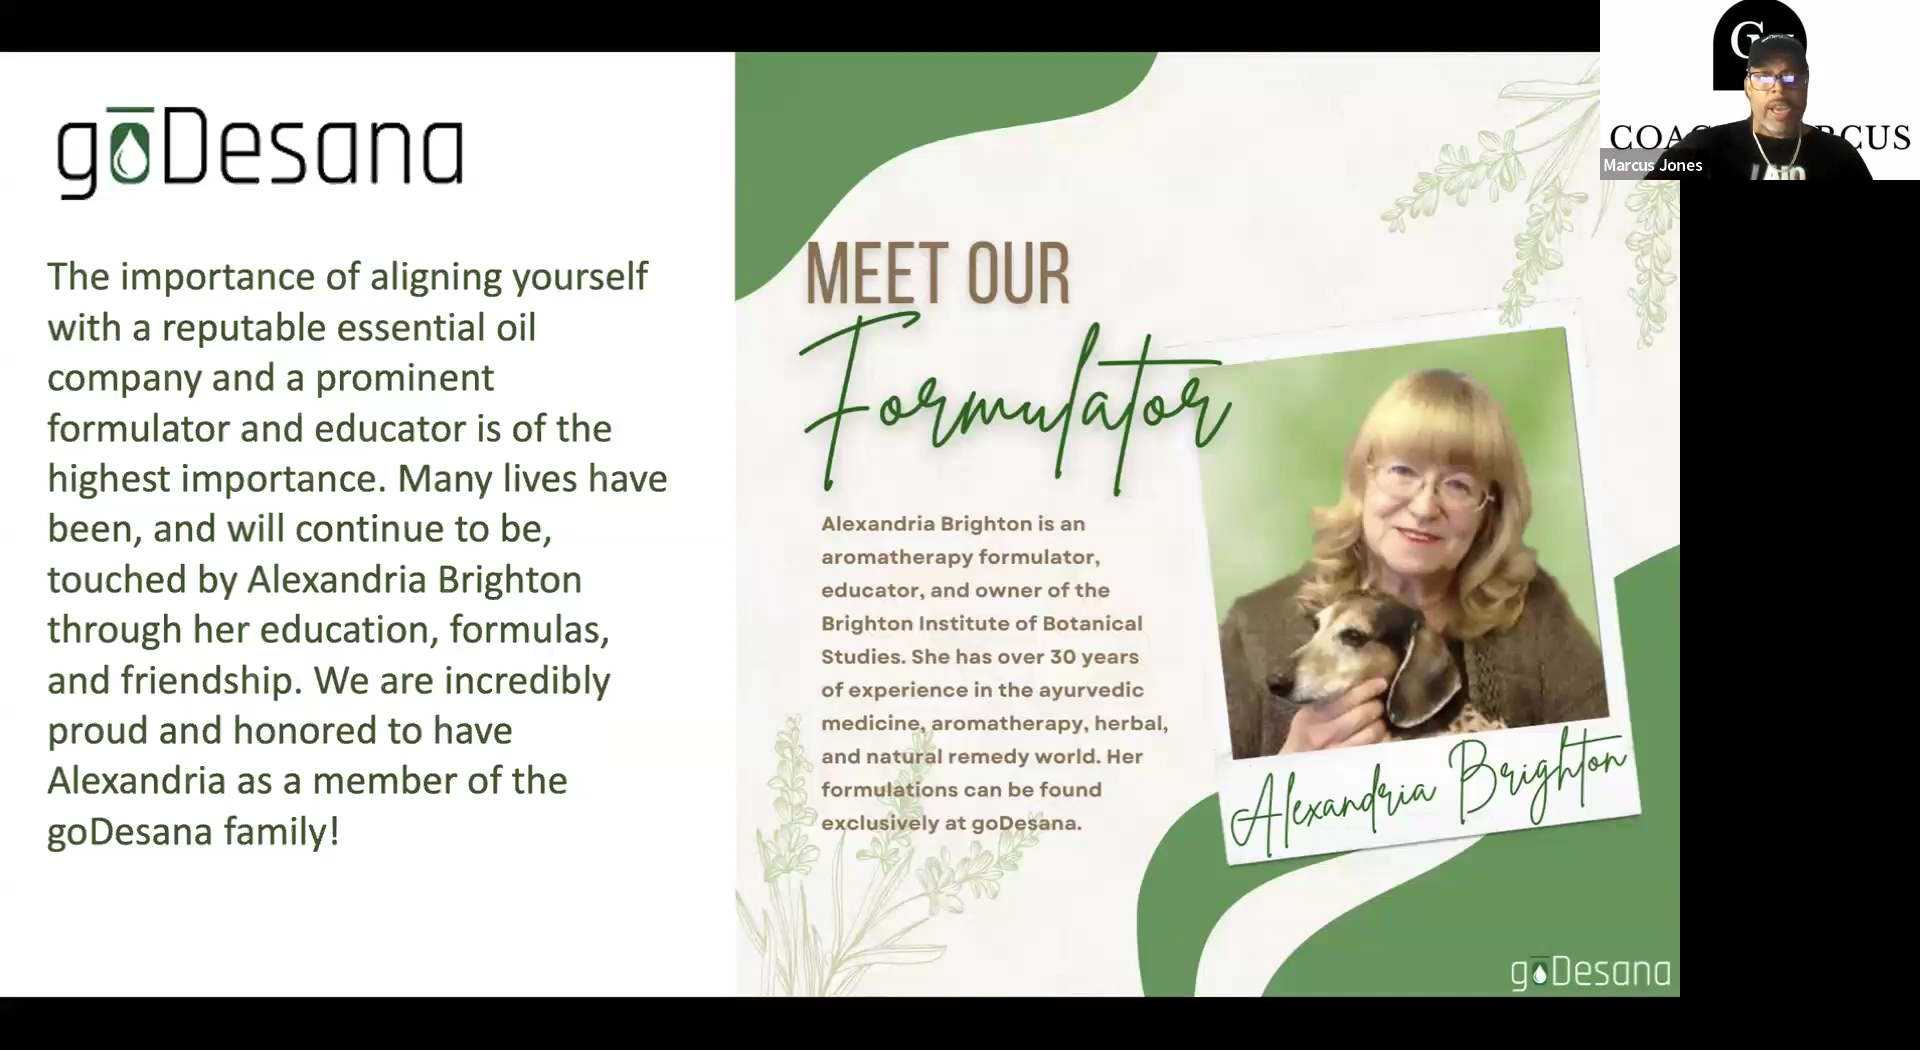 gōDesana
The importance of aligning yourself
with a reputable essential oil
company and a prominent
formulator and educator is of the
highest importance. Many lives have
been, and will continue to be,
touched by Alexandria Brighton
through her education, formulas,
and friendship. We are incredibly
proud and honored to have
Alexandria as a member of the
goDesana family!
MEET OUR
Formulator
Alexandria Brighton is an
aromatherapy formulator,
educator, and owner of the
Brighton Institute of Botanical
Studies. She has over 30 years
of experience in the ayurvedic
medicine, aromatherapy, herbal,
and natural remedy world. Her
formulations can be found
exclusively at goDesana.
Alexandria Brighton
gōDesana
Marcus Jones